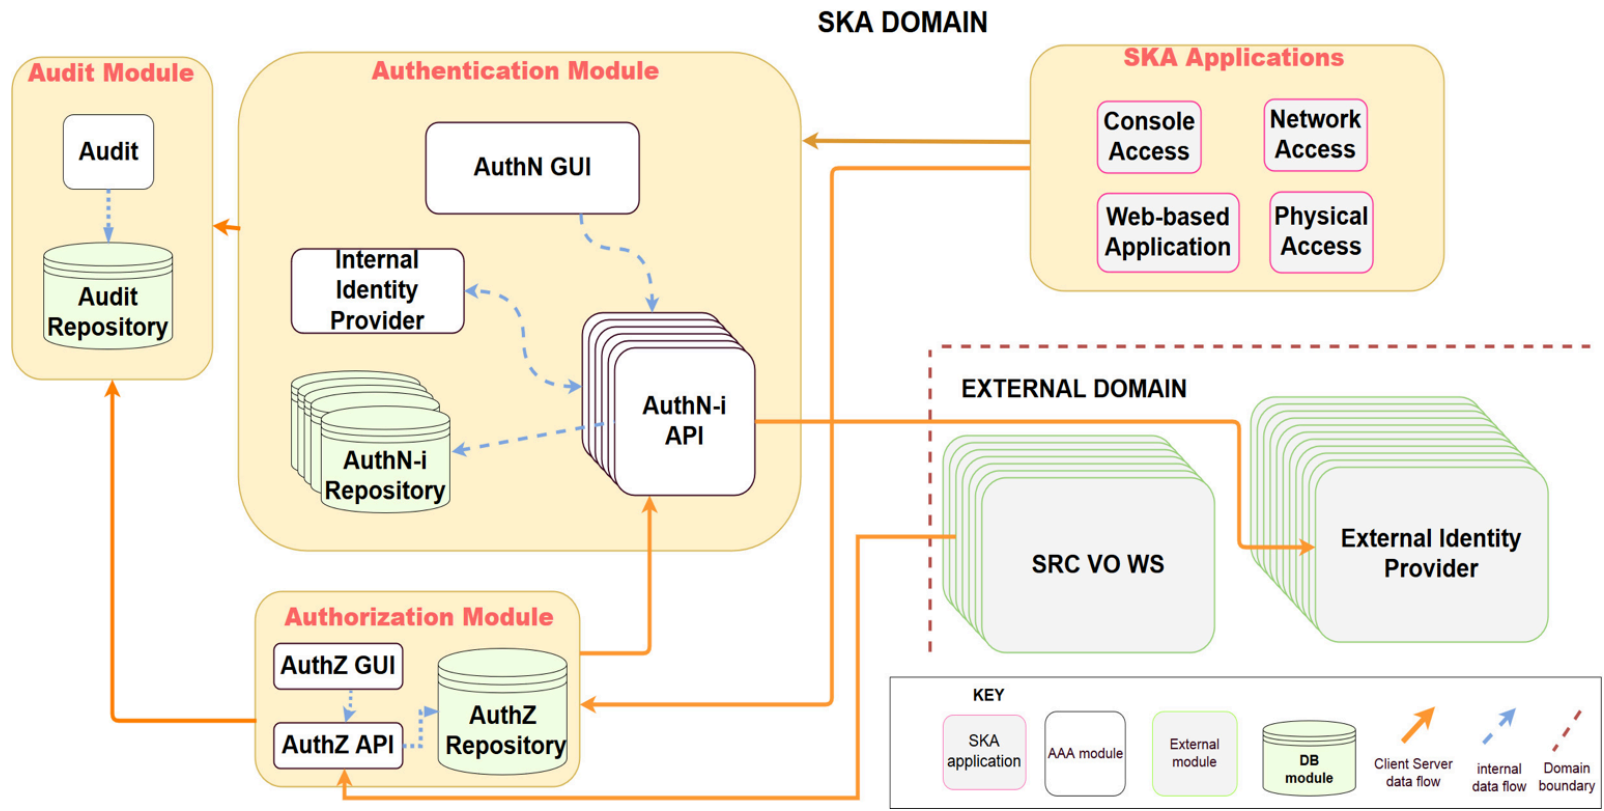 SKA DOMAIN
Audit Module
Audit
Audit
Repository
Authentication Module
AuthN GUI
Internal
Identity
Provider
AuthN-i
API
AuthN-i
Repository
SKA Applications
Console
Access
Network
Access
Web-based
Application
Physical
Access
EXTERNAL DOMAIN
SRC VO WS
External Identity
Provider
Authorization Module
AuthZ GUI
AuthZ API
AuthZ
Repository
KEY
SKA
application
AAA module
External
module
DB
module
Client Server
data flow
internal
data flow
Domain
boundary